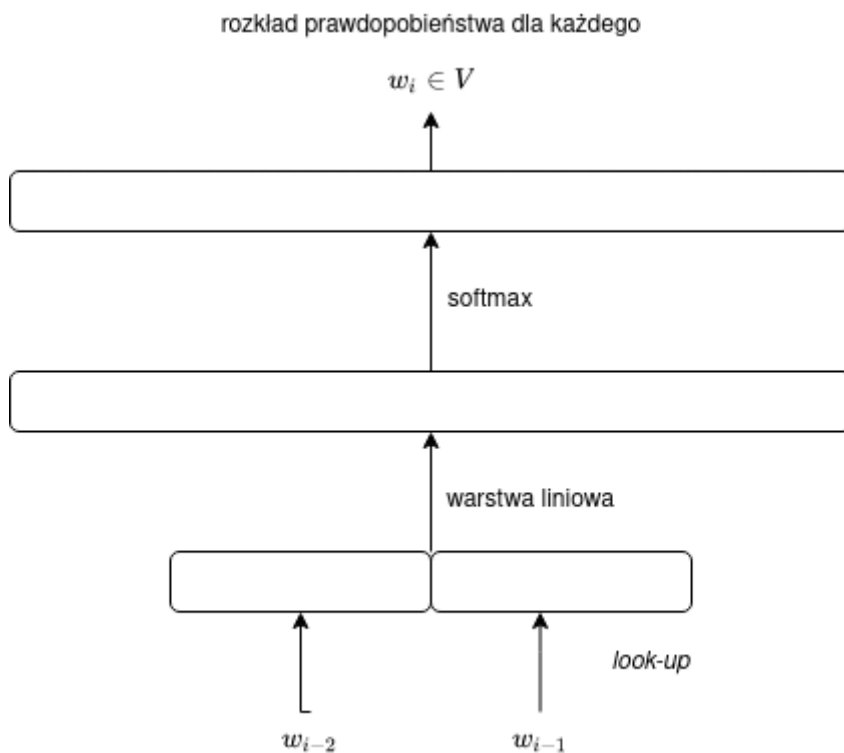 rozkład prawdopobieństwa dla każdego
w_i ∈ V
softmax
warstwa liniowa
look-up
w_{i−2} w_{i−1}